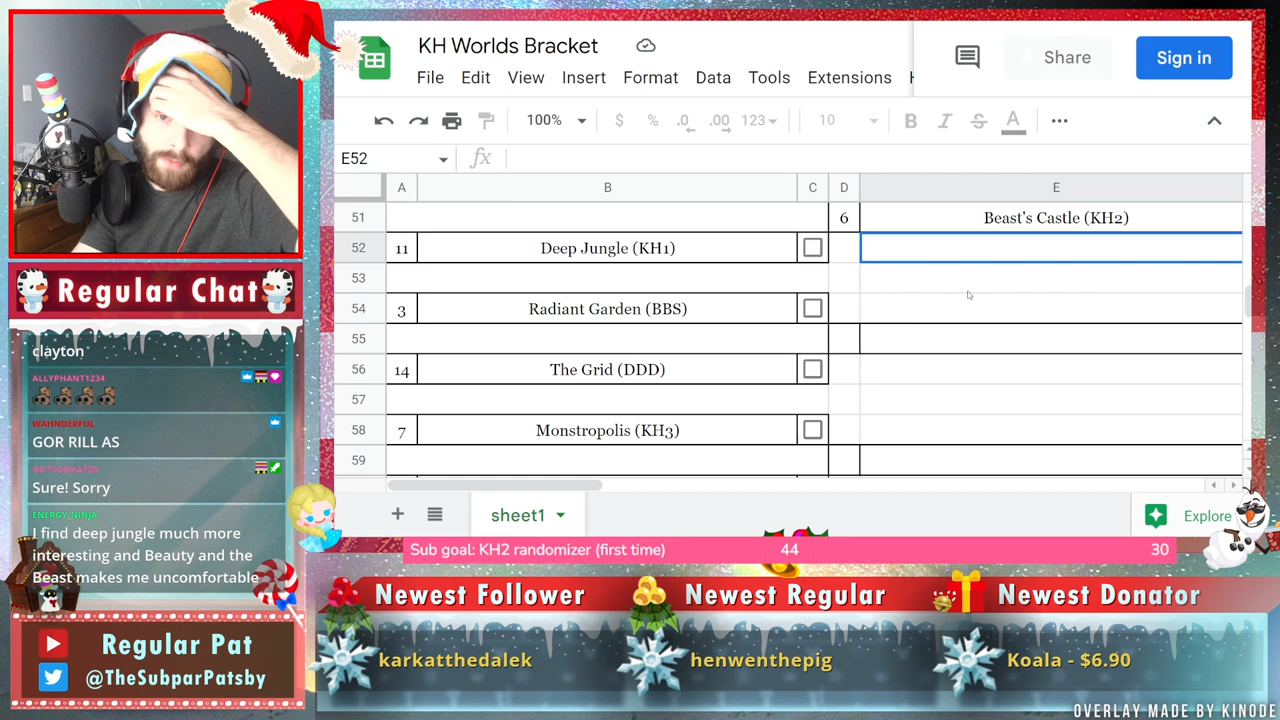 KH Worlds Bracket
File Edit View Insert Format Data Tools Extensions
Share
Sign in
100%
$ % .0 .00 123
10
B I S A
E52
fx
A B C D E
51 6 Beast's Castle (KH2)
52 11 Deep Jungle (KH1)
53
54 3 Radiant Garden (BBS)
55
56 14 The Grid (DDD)
57
58 7 Monstropolis (KH3)
59
sheet1
Explore
Regular Chat
clayton
ALLYPHANT1234
WAHNDERFUL
GOR RILL AS
Sure! Sorry
ENERGY_NINJA
I find deep jungle much more
interesting and Beauty and the
Beast makes me uncomfortable
Regular Pat
@TheSubparPatsby
Sub goal: KH2 randomizer (first time) 44 30
Newest Follower
karkatthedalek
Newest Regular
henwenthepig
Newest Donator
Koala - $6.90
OVERLAY MADE BY KINODE